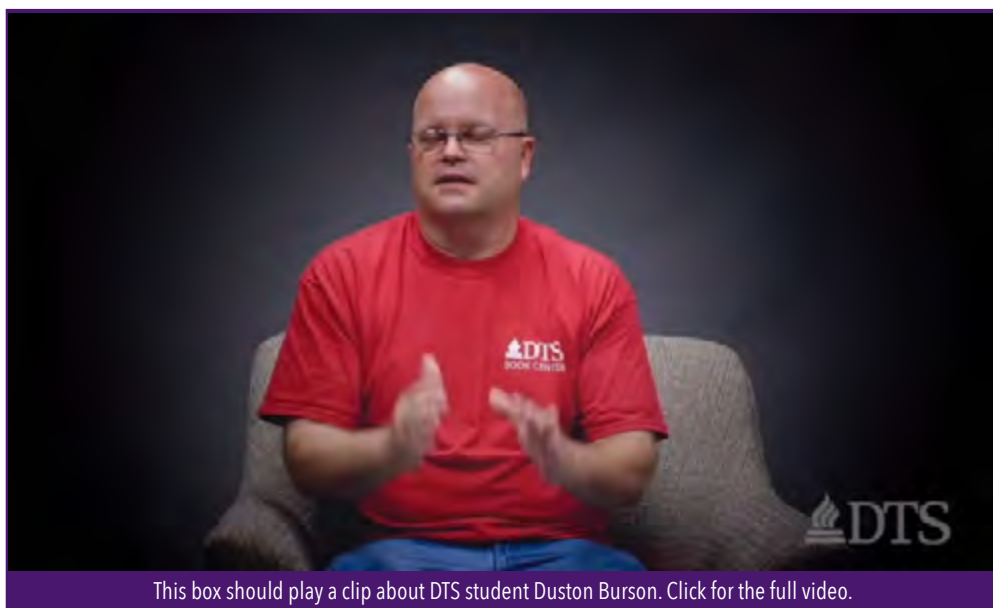 DTS
BOOK CENTER
DTS
This box should play a clip about DTS student Duston Burson. Click for the full video.